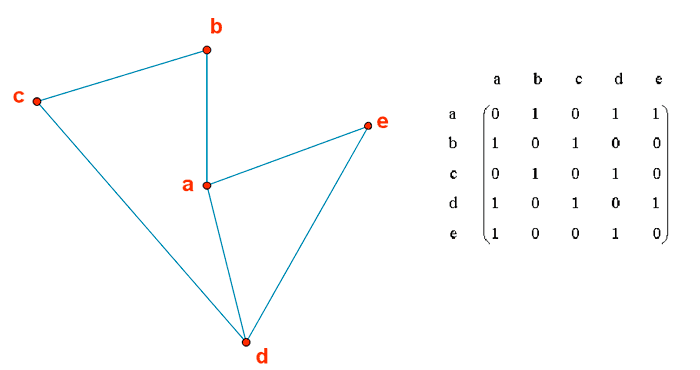 b
c
e
a
d
a b c d e
a 0 1 0 1 1
b 1 0 1 0 0
c 0 1 0 1 0
d 1 0 1 0 1
e 1 0 0 1 0